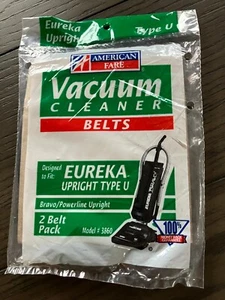 Eureka
Upright
Type U
AMERICAN
FARE
Vacuum
CLEANER
BELTS
Designed
to Fit:
EUREKA
UPRIGHT TYPE U
Bravo/Powerline Upright
2 Belt
Pack
Model # 3860
100%